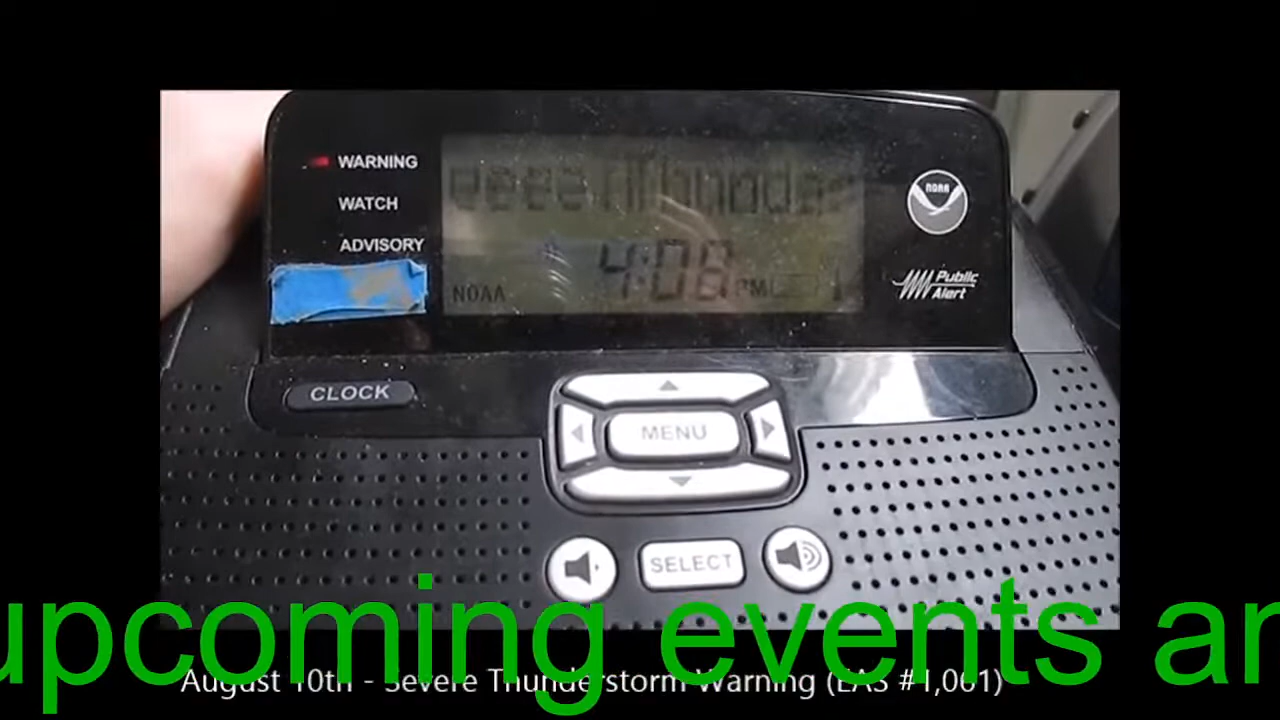 WARNING
WATCH
ADVISORY
NOAA
4:08 PM
NOAA
Public
Alert
CLOCK
MENU
SELECT
upcoming events ar
August 10th - Severe Thunderstorm Warning (EAS #1,061)